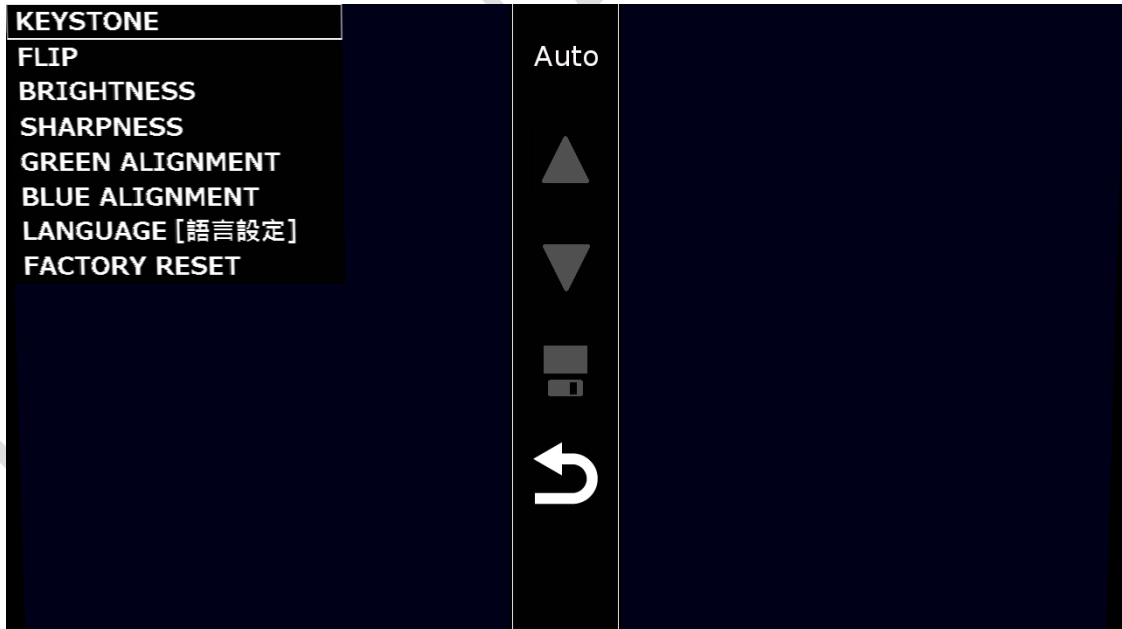 KEYSTONE
FLIP
BRIGHTNESS
SHARPNESS
GREEN ALIGNMENT
BLUE ALIGNMENT
LANGUAGE [語言設定]
FACTORY RESET
Auto